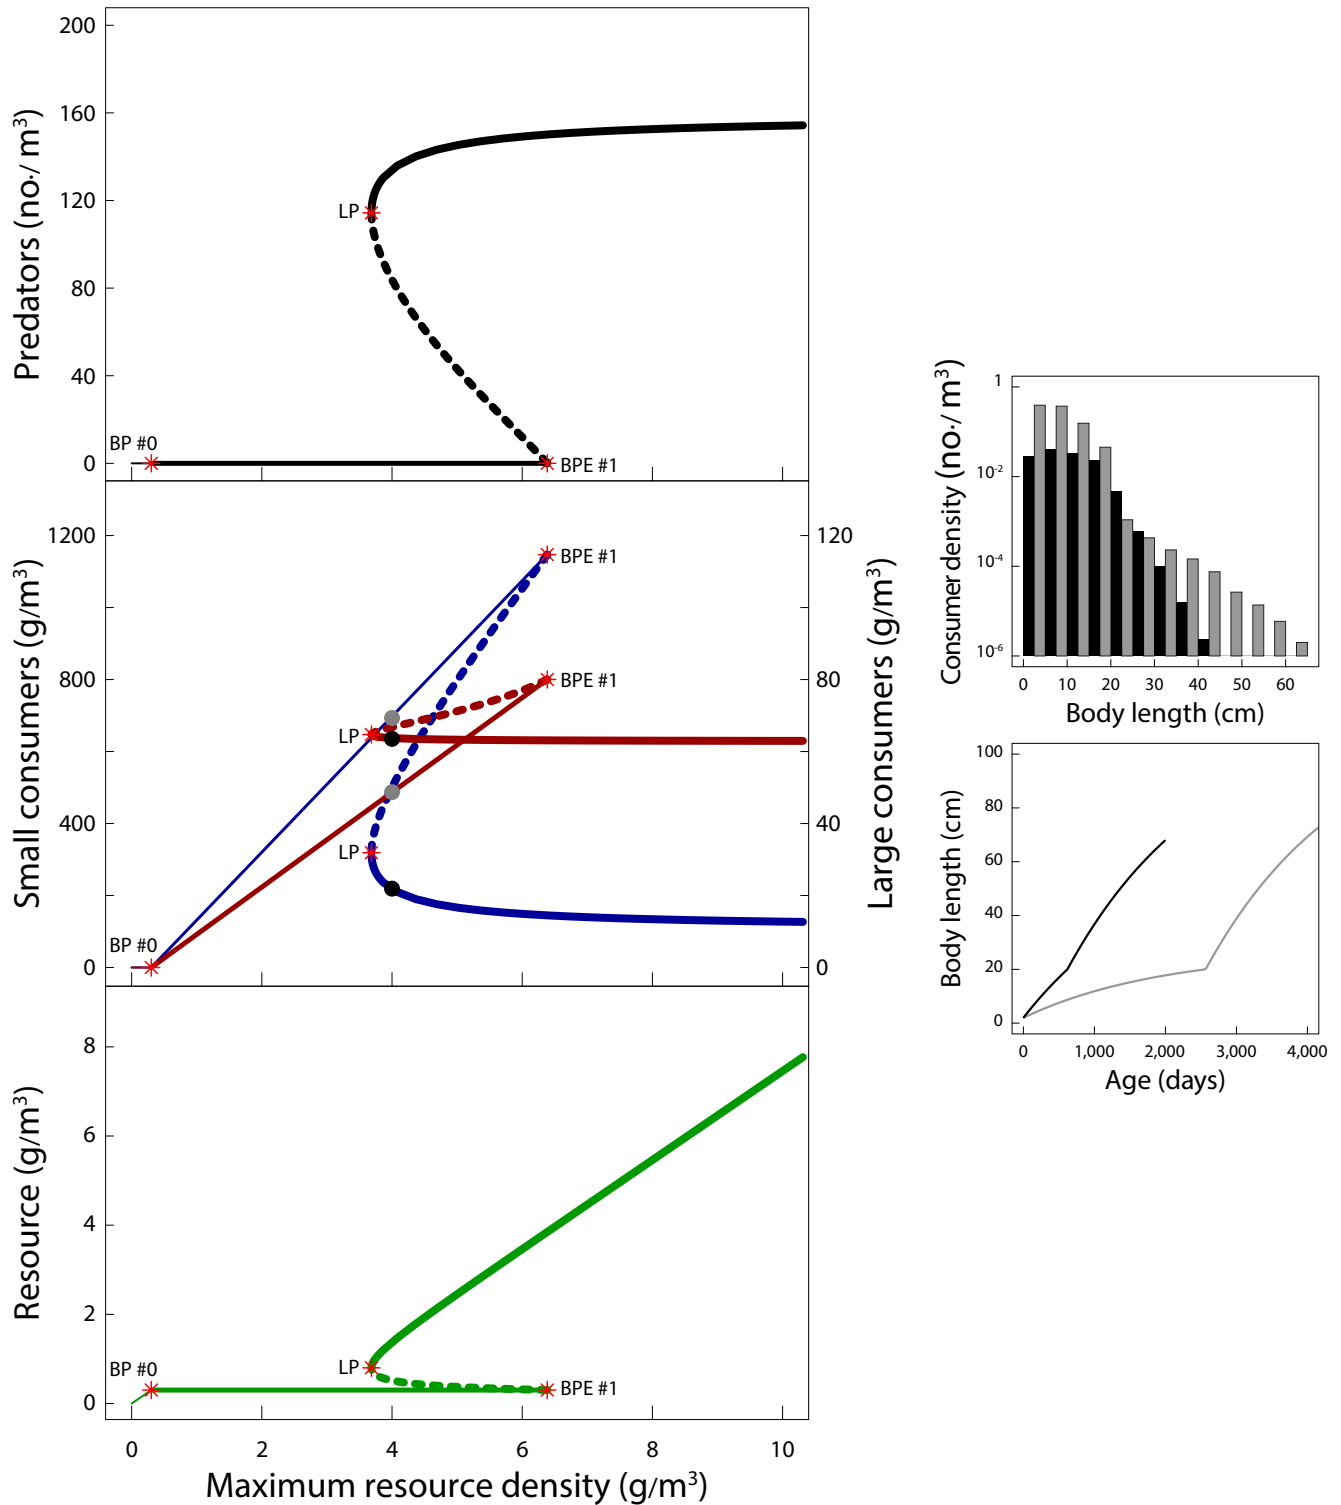 Predators (no./ m³)
200
160
120
80
40
0
LP
BP #0
BPE #1
Small consumers (g/m³)
1200
800
400
0
BPE #1
BPE #1
LP
LP
BP #0
120
80
40
0
Large consumers (g/m³)
Resource (g/m³)
8
6
4
2
0
BP #0
LP
BPE #1
0 2 4 6 8 10
Maximum resource density (g/m³)
Consumer density (no./ m³)
1
10⁻²
10⁻⁴
10⁻⁶
0 10 20 30 40 50 60
Body length (cm)
Body length (cm)
100
80
60
40
20
0
0 1,000 2,000 3,000 4,000
Age (days)